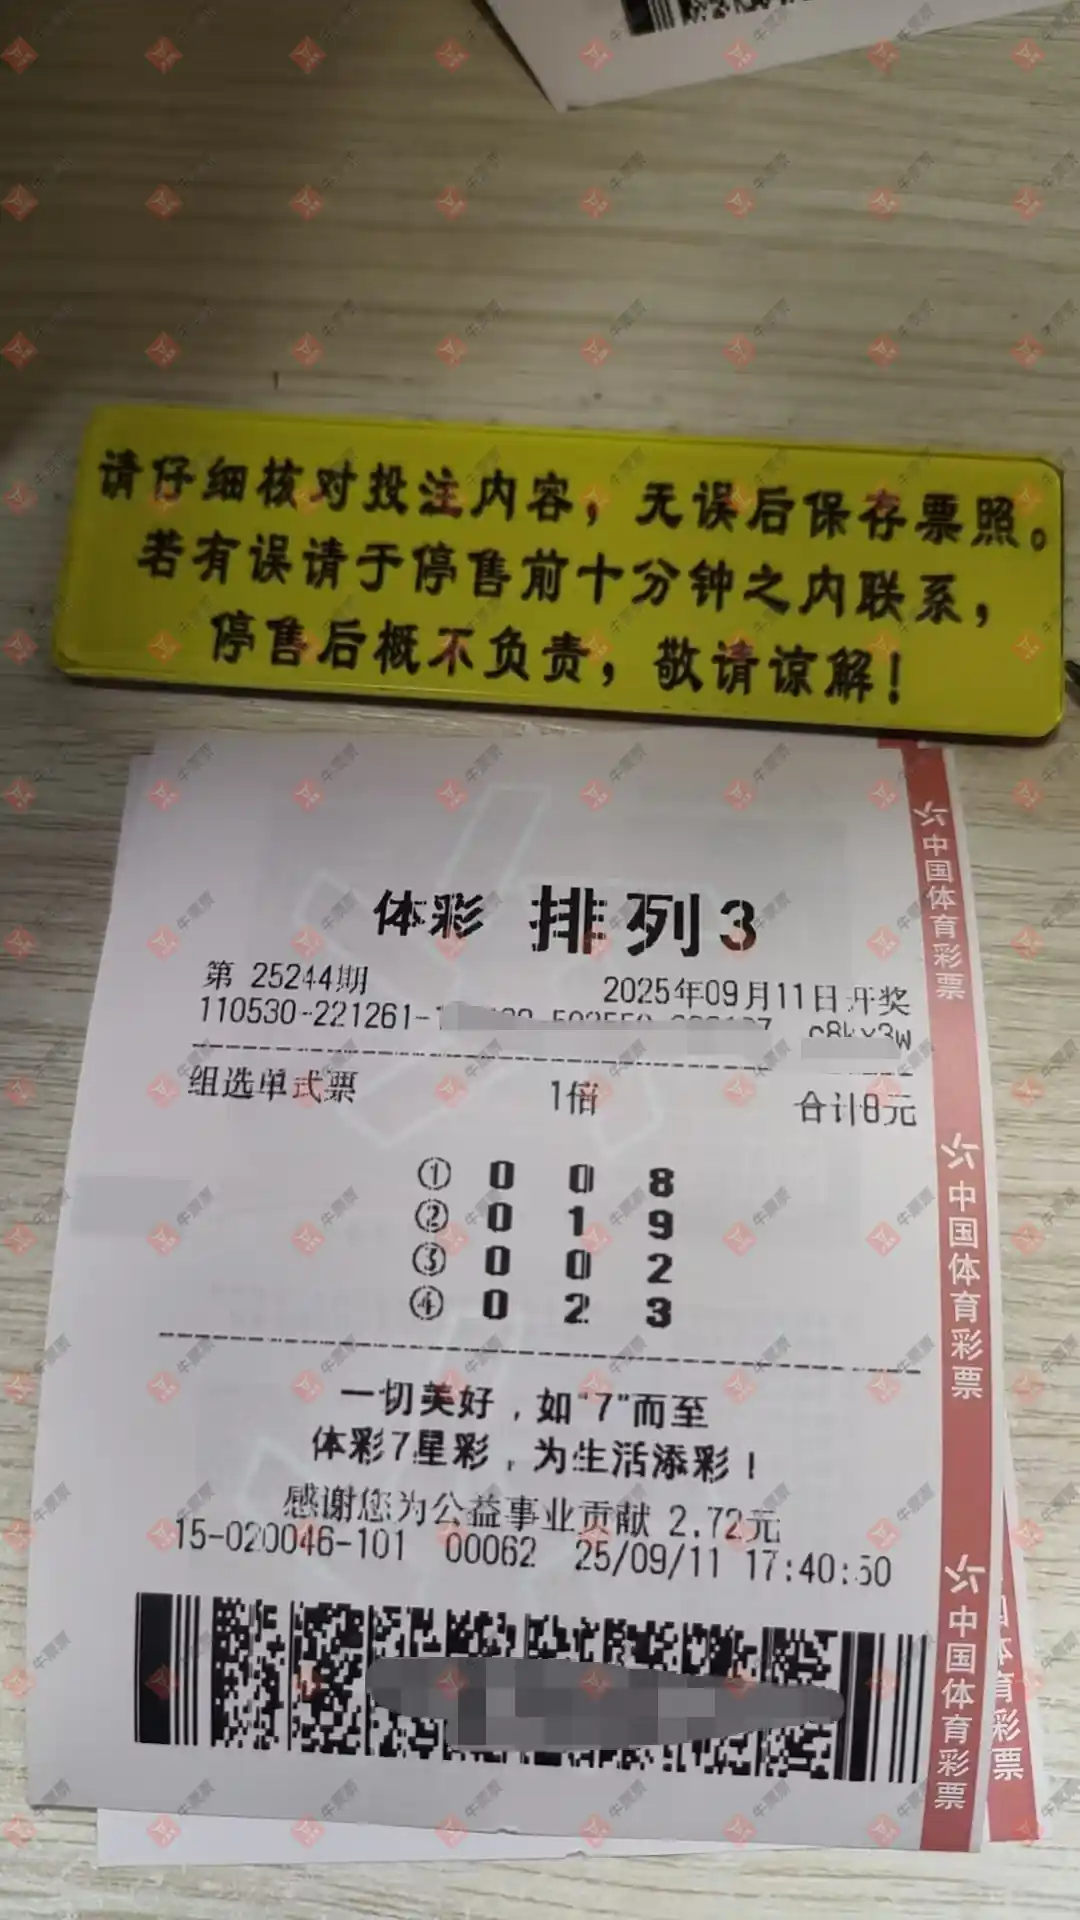 请仔细核对投注内容，无误后保存票照。
若有误请于停售前十分钟之内联系，
停售后概不负责，敬请谅解！
体彩 排列3
第 25244期 2025年09月11日开奖
110530-221261-1
组选单式票 1倍 合计8元
① 0 0 8
② 0 1 9
③ 0 0 2
④ 0 2 3
一切美好，如“7”而至
体彩7星彩，为生活添彩！
感谢您为公益事业贡献 2.72元
15-020046-101 00062 25/09/11 17:40:50
中国体育彩票
中国体育彩票
中国体育彩票
体育彩票
牛票票